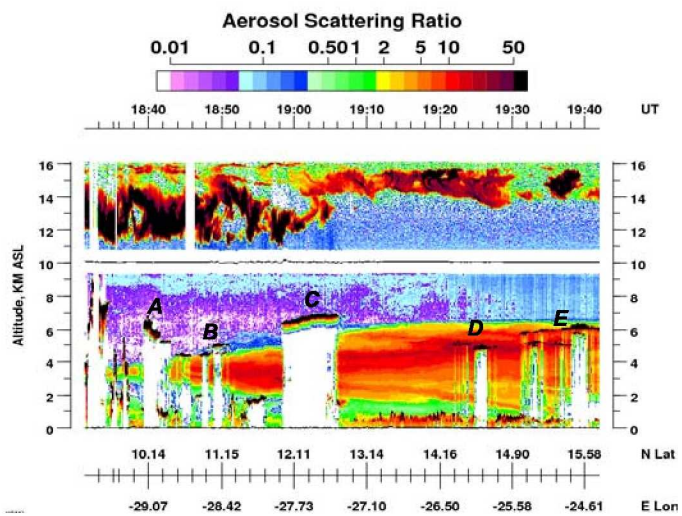 Aerosol Scattering Ratio
0.01 0.1 0.50 1 2 5 10 50
18:40 18:50 19:00 19:10 19:20 19:30 19:40 UT
16 16
14 14
12 12
10 10
8 8
6 6
4 4
2 2
0 0
Altitude, KM ASL
A B C D E
10.14 11.15 12.11 13.14 14.16 14.90 15.58 N Lat
-29.07 -28.42 -27.73 -27.10 -26.50 -25.58 -24.61 E Lon